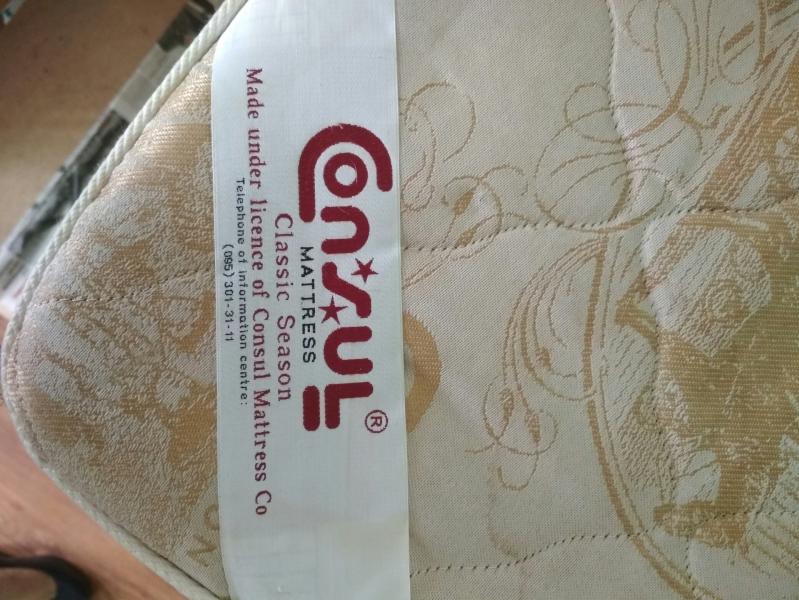 Consul®
MATTRESS
Classic Season
Made under licence of Consul Mattress Co
Telephone of information centre:
(095) 301-31-11